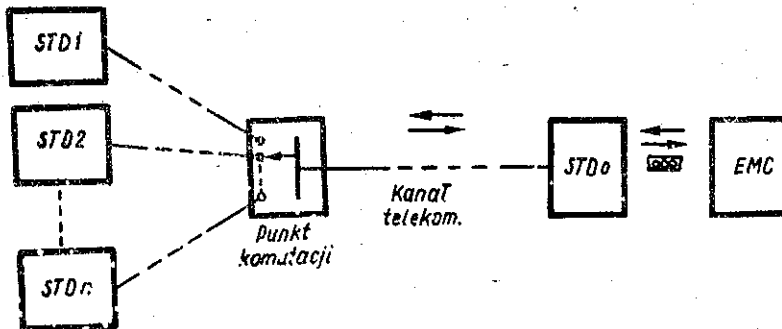 STD1
STD2
STDn
Punkt
komutacji
Kanał
telekom.
STDo
EMC